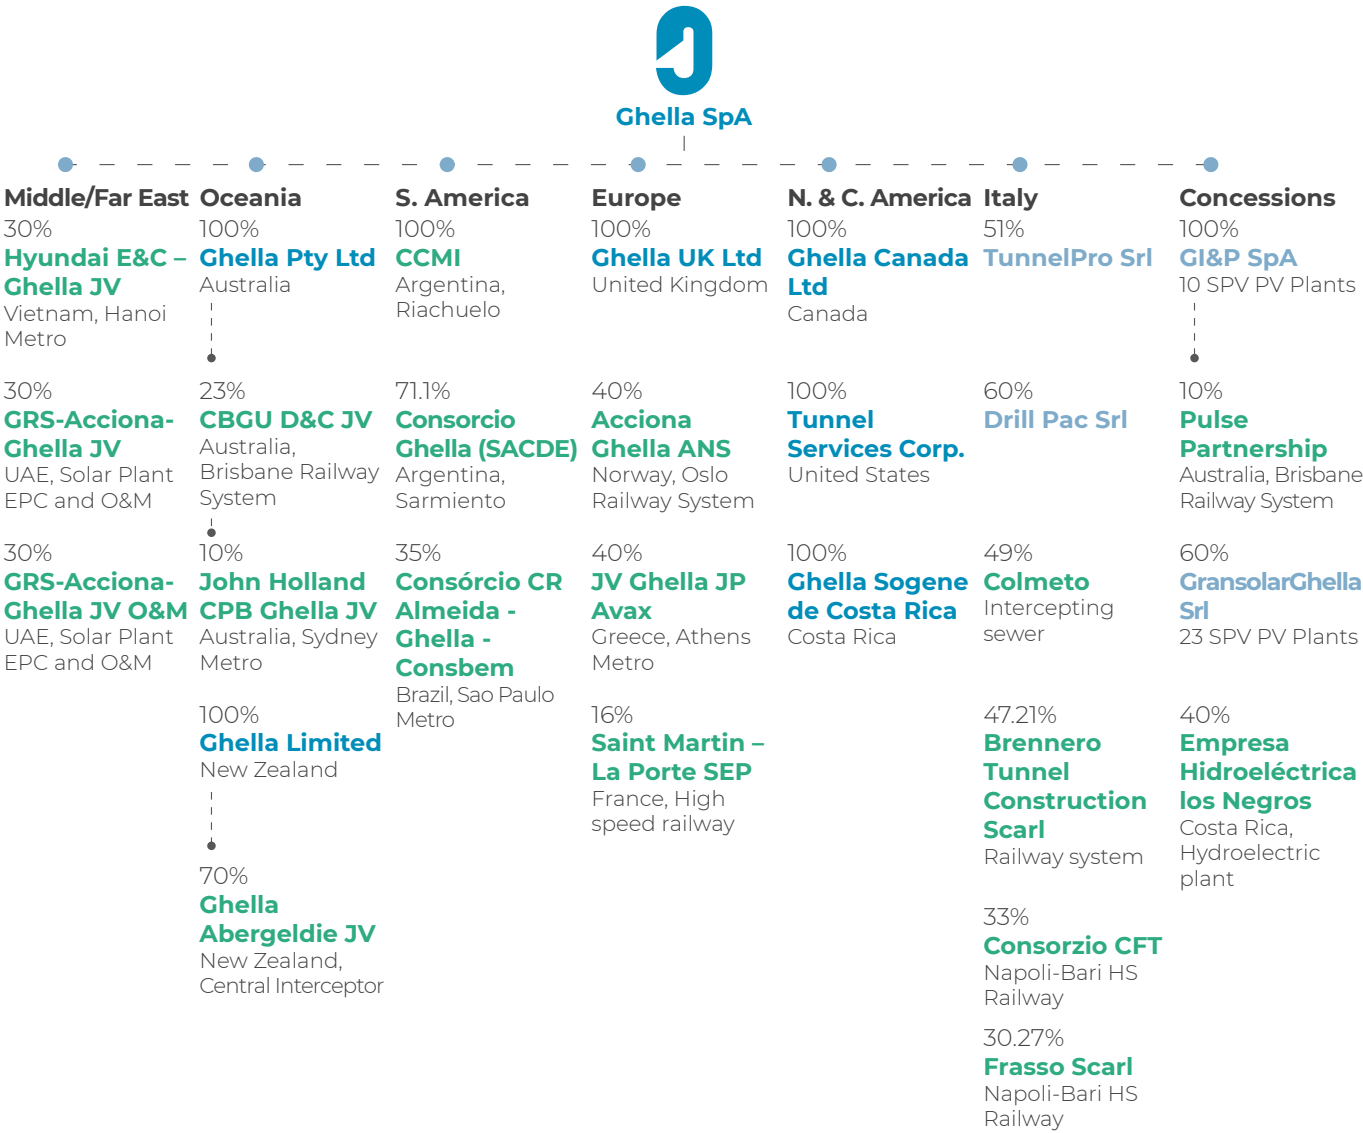 Ghella SpA
Middle/Far East
30%
Hyundai E&C –
Ghella JV
Vietnam, Hanoi
Metro
30%
GRS-Acciona-
Ghella JV
UAE, Solar Plant
EPC and O&M
30%
GRS-Acciona-
Ghella JV O&M
UAE, Solar Plant
EPC and O&M
Oceania
100%
Ghella Pty Ltd
Australia
23%
CBGU D&C JV
Australia,
Brisbane Railway
System
10%
John Holland
CPB Ghella JV
Australia, Sydney
Metro
100%
Ghella Limited
New Zealand
70%
Ghella
Abergeldie JV
New Zealand,
Central Interceptor
S. America
100%
CCMI
Argentina,
Riachuelo
71.1%
Consorcio
Ghella (SACDE)
Argentina,
Sarmiento
35%
Consórcio CR
Almeida -
Ghella -
Consbem
Brazil, Sao Paulo
Metro
Europe
100%
Ghella UK Ltd
United Kingdom
40%
Acciona
Ghella ANS
Norway, Oslo
Railway System
40%
JV Ghella JP
Avax
Greece, Athens
Metro
16%
Saint Martin –
La Porte SEP
France, High
speed railway
N. & C. America
100%
Ghella Canada
Ltd
Canada
100%
Tunnel
Services Corp.
United States
100%
Ghella Sogene
de Costa Rica
Costa Rica
Italy
51%
TunnelPro Srl
60%
Drill Pac Srl
49%
Colmeto
Intercepting
sewer
47.21%
Brennero
Tunnel
Construction
Scarl
Railway system
33%
Consorzio CFT
Napoli-Bari HS
Railway
30.27%
Frasso Scarl
Napoli-Bari HS
Railway
Concessions
100%
GI&P SpA
10 SPV PV Plants
10%
Pulse
Partnership
Australia, Brisbane
Railway System
60%
GransolarGhella
Srl
23 SPV PV Plants
40%
Empresa
Hidroeléctrica
los Negros
Costa Rica,
Hydroelectric
plant